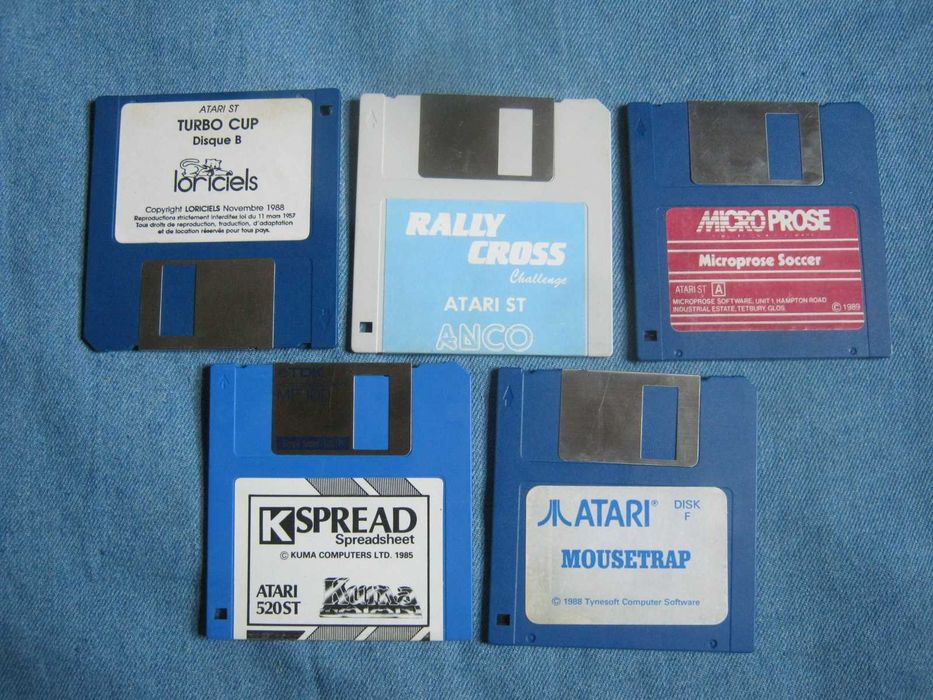 ATARI ST
TURBO CUP
Disque B
loriciels
Copyright LORICIELS Novembre 1988
Reproductions strictement interdites loi du 11 mars 1957
Tous droits de reproduction, traduction, d'adaptation
et de location réservés pour tous pays.
RALLY
CROSS
Challenge
ATARI ST
ANCO
MICROPROSE
Microprose Soccer
ATARI ST A
MICROPROSE SOFTWARE, UNIT 1, HAMPTON ROAD
INDUSTRIAL ESTATE, TETBURY, GLOS. © 1989
TDK
KSPREAD
Spreadsheet
© KUMA COMPUTERS LTD. 1985
ATARI
520ST
Kuma
ATARI® DISK
F
MOUSETRAP
© 1988 Tynesoft Computer Software